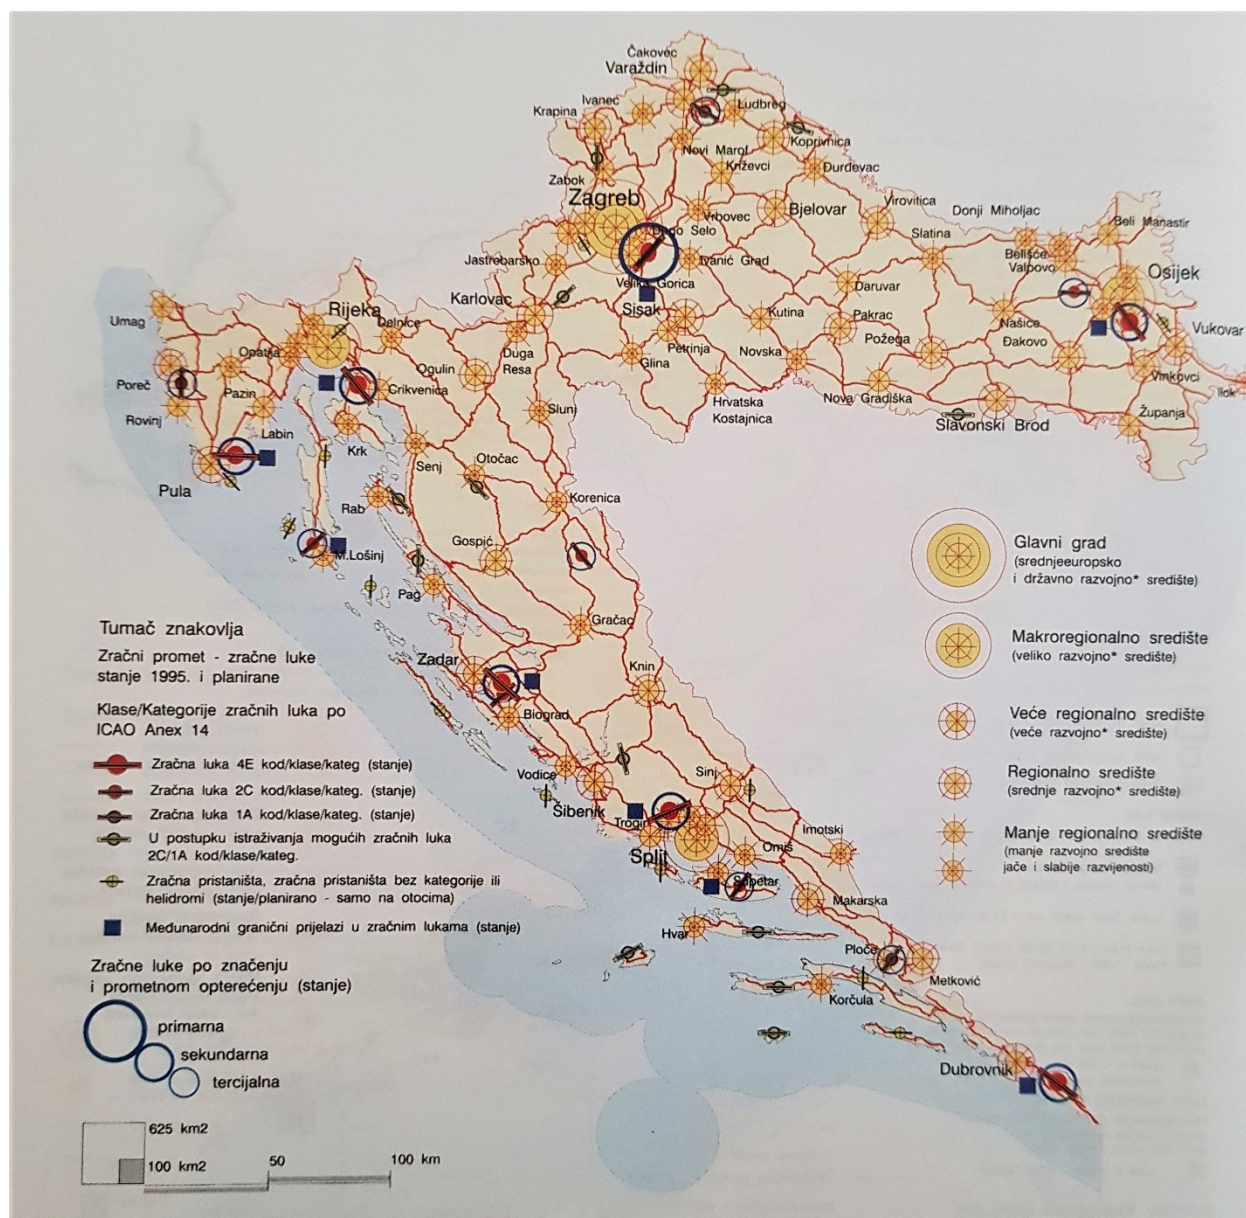 Čakovec
Varaždin
Ivanec
Krapina
Ludbreg
Koprivnica
Novi Marof
Križevci
Đurđevac
Zabok
Zagreb
Vrbovec
Bjelovar
Virovitica
Donji Miholjac
Beli Manastir
Dugo Selo
Slatina
Belišće
Valpovo
Osijek
Jastrebarsko
Ivanić Grad
Velika Gorica
Daruvar
Karlovac
Sisak
Kutina
Pakrac
Našice
Vukovar
Umag
Rijeka
Delnice
Petrinja
Požega
Đakovo
Opatija
Duga
Resa
Glina
Novska
Vinkovci
Poreč
Pazin
Ogulin
Crikvenica
Nova Gradiška
Ilok
Rovinj
Slunj
Hrvatska
Kostajnica
Slavonski Brod
Županja
Labin
Krk
Senj
Otočac
Pula
Rab
Korenica
Gospić
M.Lošinj
Pag
Gračac
Zadar
Knin
Biograd
Vodice
Sinj
Šibenik
Trogir
Imotski
Split
Omiš
Supetar
Makarska
Hvar
Ploče
Metković
Korčula
Dubrovnik
Glavni grad
(srednjeeuropsko
i državno razvojno* središte)
Makroregionalno središte
(veliko razvojno* središte)
Veće regionalno središte
(veće razvojno* središte)
Regionalno središte
(srednje razvojno* središte)
Manje regionalno središte
(manje razvojno središte
jače i slabije razvijenosti)
Tumač znakovlja
Zračni promet - zračne luke
stanje 1995. i planirane
Klase/Kategorije zračnih luka po
ICAO Anex 14
Zračna luka 4E kod/klase/kateg (stanje)
Zračna luka 2C kod/klase/kateg. (stanje)
Zračna luka 1A kod/klase/kateg. (stanje)
U postupku istraživanja mogućih zračnih luka
2C/1A kod/klase/kateg.
Zračna pristaništa, zračna pristaništa bez kategorije ili
helidromi (stanje/planirano - samo na otocima)
Međunarodni granični prijelazi u zračnim lukama (stanje)
Zračne luke po značenju
i prometnom opterećenju (stanje)
primarna
sekundarna
tercijalna
625 km2
100 km2
50
100 km